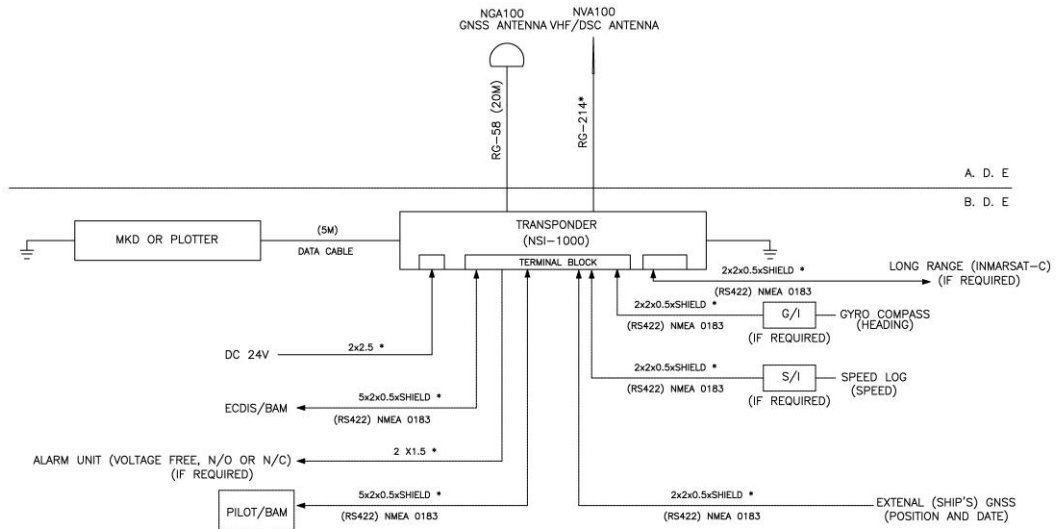 NGA100
GNSS ANTENNA
NVA100
VHF/DSC ANTENNA
RG-58 (20M)
RG-214*
A. D. E
B. D. E
MKD OR PLOTTER
(5M)
DATA CABLE
TRANSPONDER
(NSI-1000)
TERMINAL BLOCK
2x2x0.5xSHIELD *
(RS422) NMEA 0183
LONG RANGE (INMARSAT-C)
(IF REQUIRED)
2x2x0.5xSHIELD *
(RS422) NMEA 0183
G/I
(IF REQUIRED)
GYRO COMPASS
(HEADING)
DC 24V
2x2.5 *
2x2x0.5xSHIELD *
(RS422) NMEA 0183
S/I
(IF REQUIRED)
SPEED LOG
(SPEED)
ECDIS/BAM
5x2x0.5xSHIELD *
(RS422) NMEA 0183
ALARM UNIT (VOLTAGE FREE, N/O OR N/C)
(IF REQUIRED)
2 X1.5 *
PILOT/BAM
5x2x0.5xSHIELD *
(RS422) NMEA 0183
2x2x0.5xSHIELD *
(RS422) NMEA 0183
EXTENAL (SHIP'S) GNSS
(POSITION AND DATE)